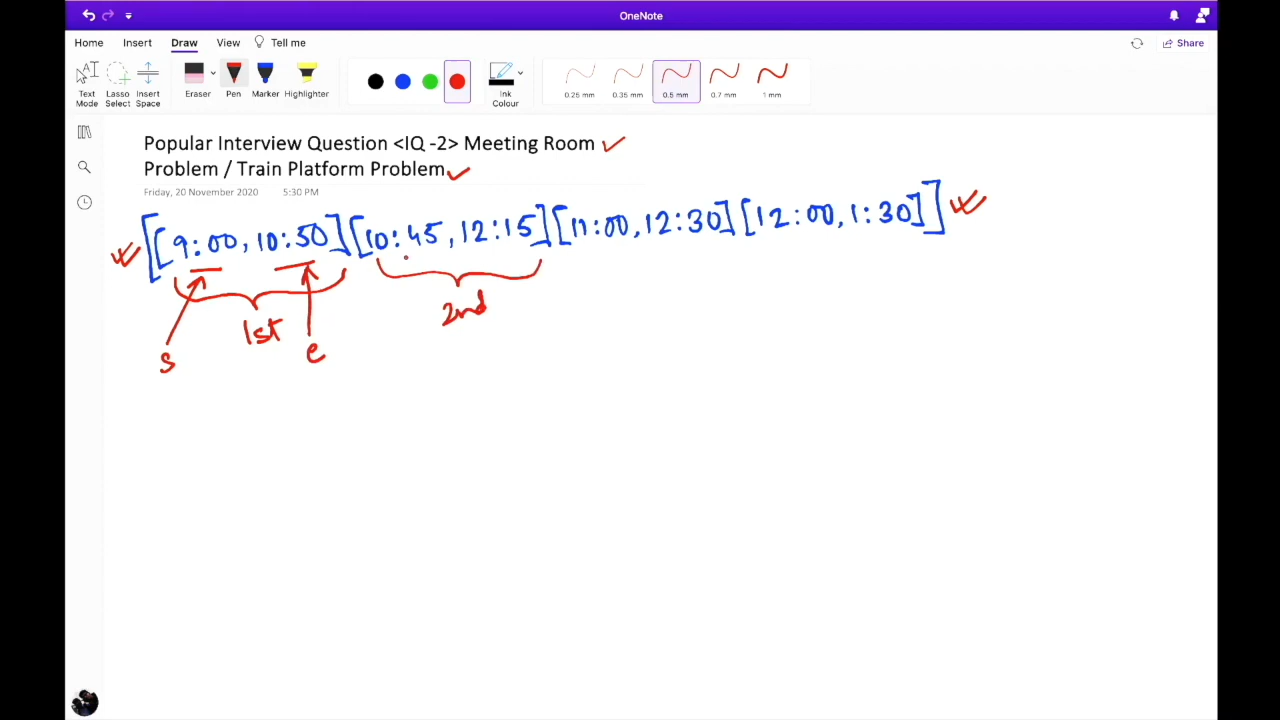 OneNote
Home Insert Draw View Tell me
Share
Text Mode
Lasso Select
Insert Space
Eraser
Pen
Marker
Highlighter
Ink Colour
0.25 mm
0.35 mm
0.5 mm
0.7 mm
1 mm
Popular Interview Question <IQ -2> Meeting Room
Problem / Train Platform Problem
Friday, 20 November 2020 5:30 PM
[[9:00, 10:50][10:45, 12:15][11:00, 12:30][12:00, 1:30]]
1st
2nd
s
e